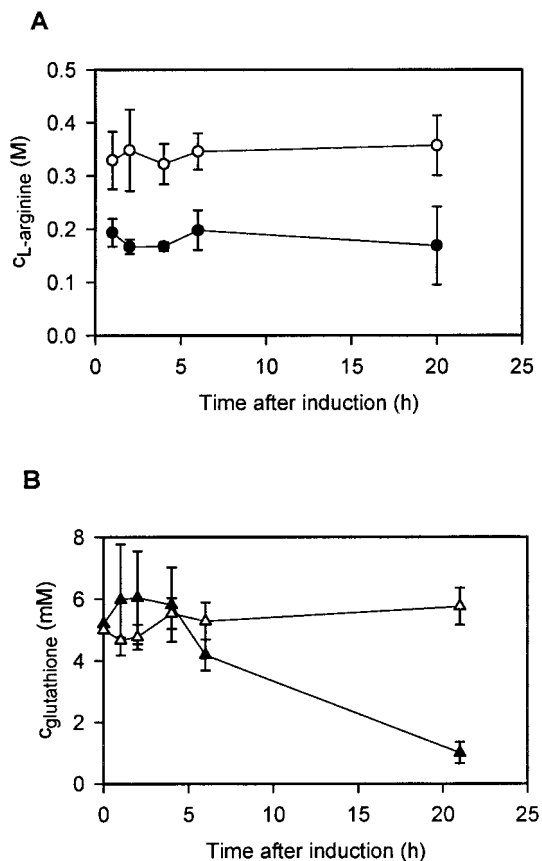 A
0.5
0.4
0.3
0.2
0.1
0.0
cL-arginine (M)
0 5 10 15 20 25
Time after induction (h)
B
8
6
4
2
0
cglutathione (mM)
0 5 10 15 20 25
Time after induction (h)